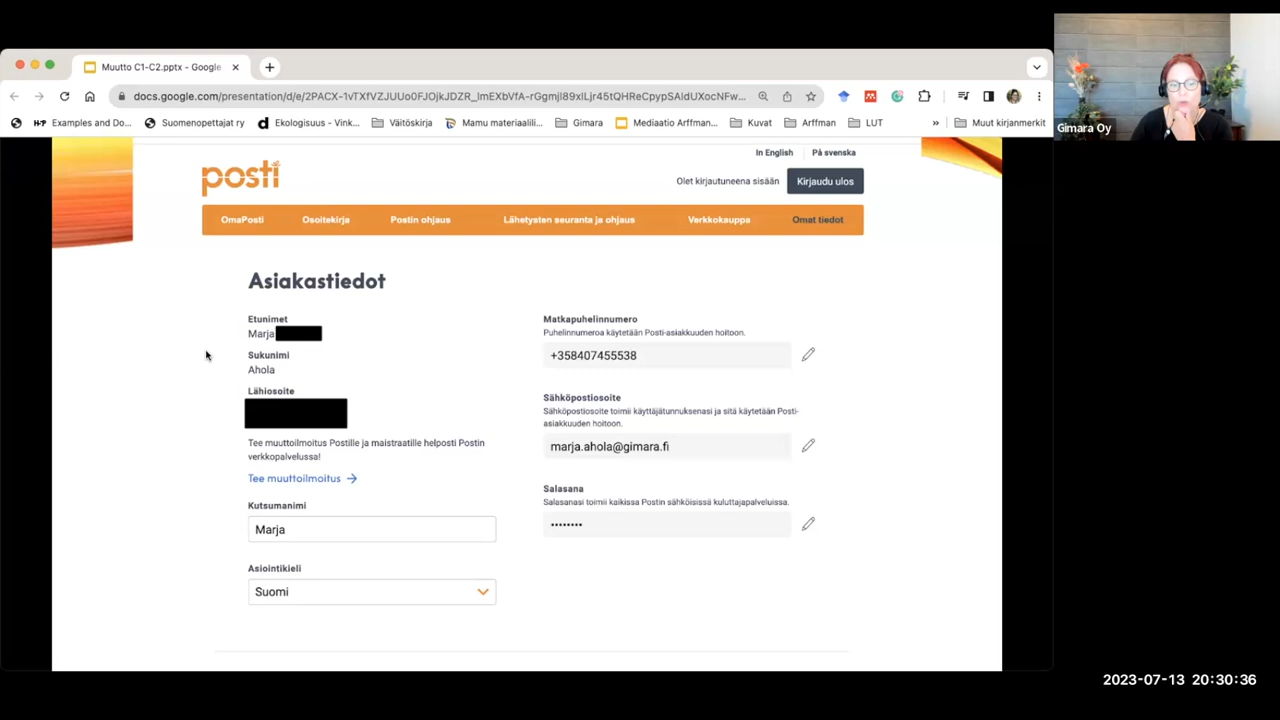 Muutto C1-C2.pptx - Google
docs.google.com/presentation/d/e/2PACX-1vTXfVZJUUo0FJOjkJDZR_lmEXbVfA-rGgmjl89xILjr45tQHReCpypSAldUXocNFw...
Examples and Do...
Suomenopettajat ry
Ekologisuus - Vink...
Väitöskirja
Mamu materiaalili...
Gimara
Mediaatio Arffman...
Kuvat
Arffman
LUT
»
Muut kirjanmerkit
Gimara Oy
In English
På svenska
posti
Olet kirjautuneena sisään
Kirjaudu ulos
OmaPosti
Osoitekirja
Postin ohjaus
Lähetysten seuranta ja ohjaus
Verkkokauppa
Omat tiedot
Asiakastiedot
Etunimet
Marja
Sukunimi
Ahola
Lähiosoite
Tee muuttoilmoitus Postille ja maistraatille helposti Postin
verkkopalvelussa!
Tee muuttoilmoitus →
Kutsumanimi
Marja
Asiointikieli
Suomi
Matkapuhelinnumero
Puhelinnumeroa käytetään Posti-asiakkuuden hoitoon.
+358407455538
Sähköpostiosoite
Sähköpostiosoite toimii käyttäjätunnuksenasi ja sitä käytetään Posti-
asiakkuuden hoitoon.
marja.ahola@gimara.fi
Salasana
Salasanasi toimii kaikissa Postin sähköisissä kuluttajapalveluissa.
••••••••
2023-07-13 20:30:36